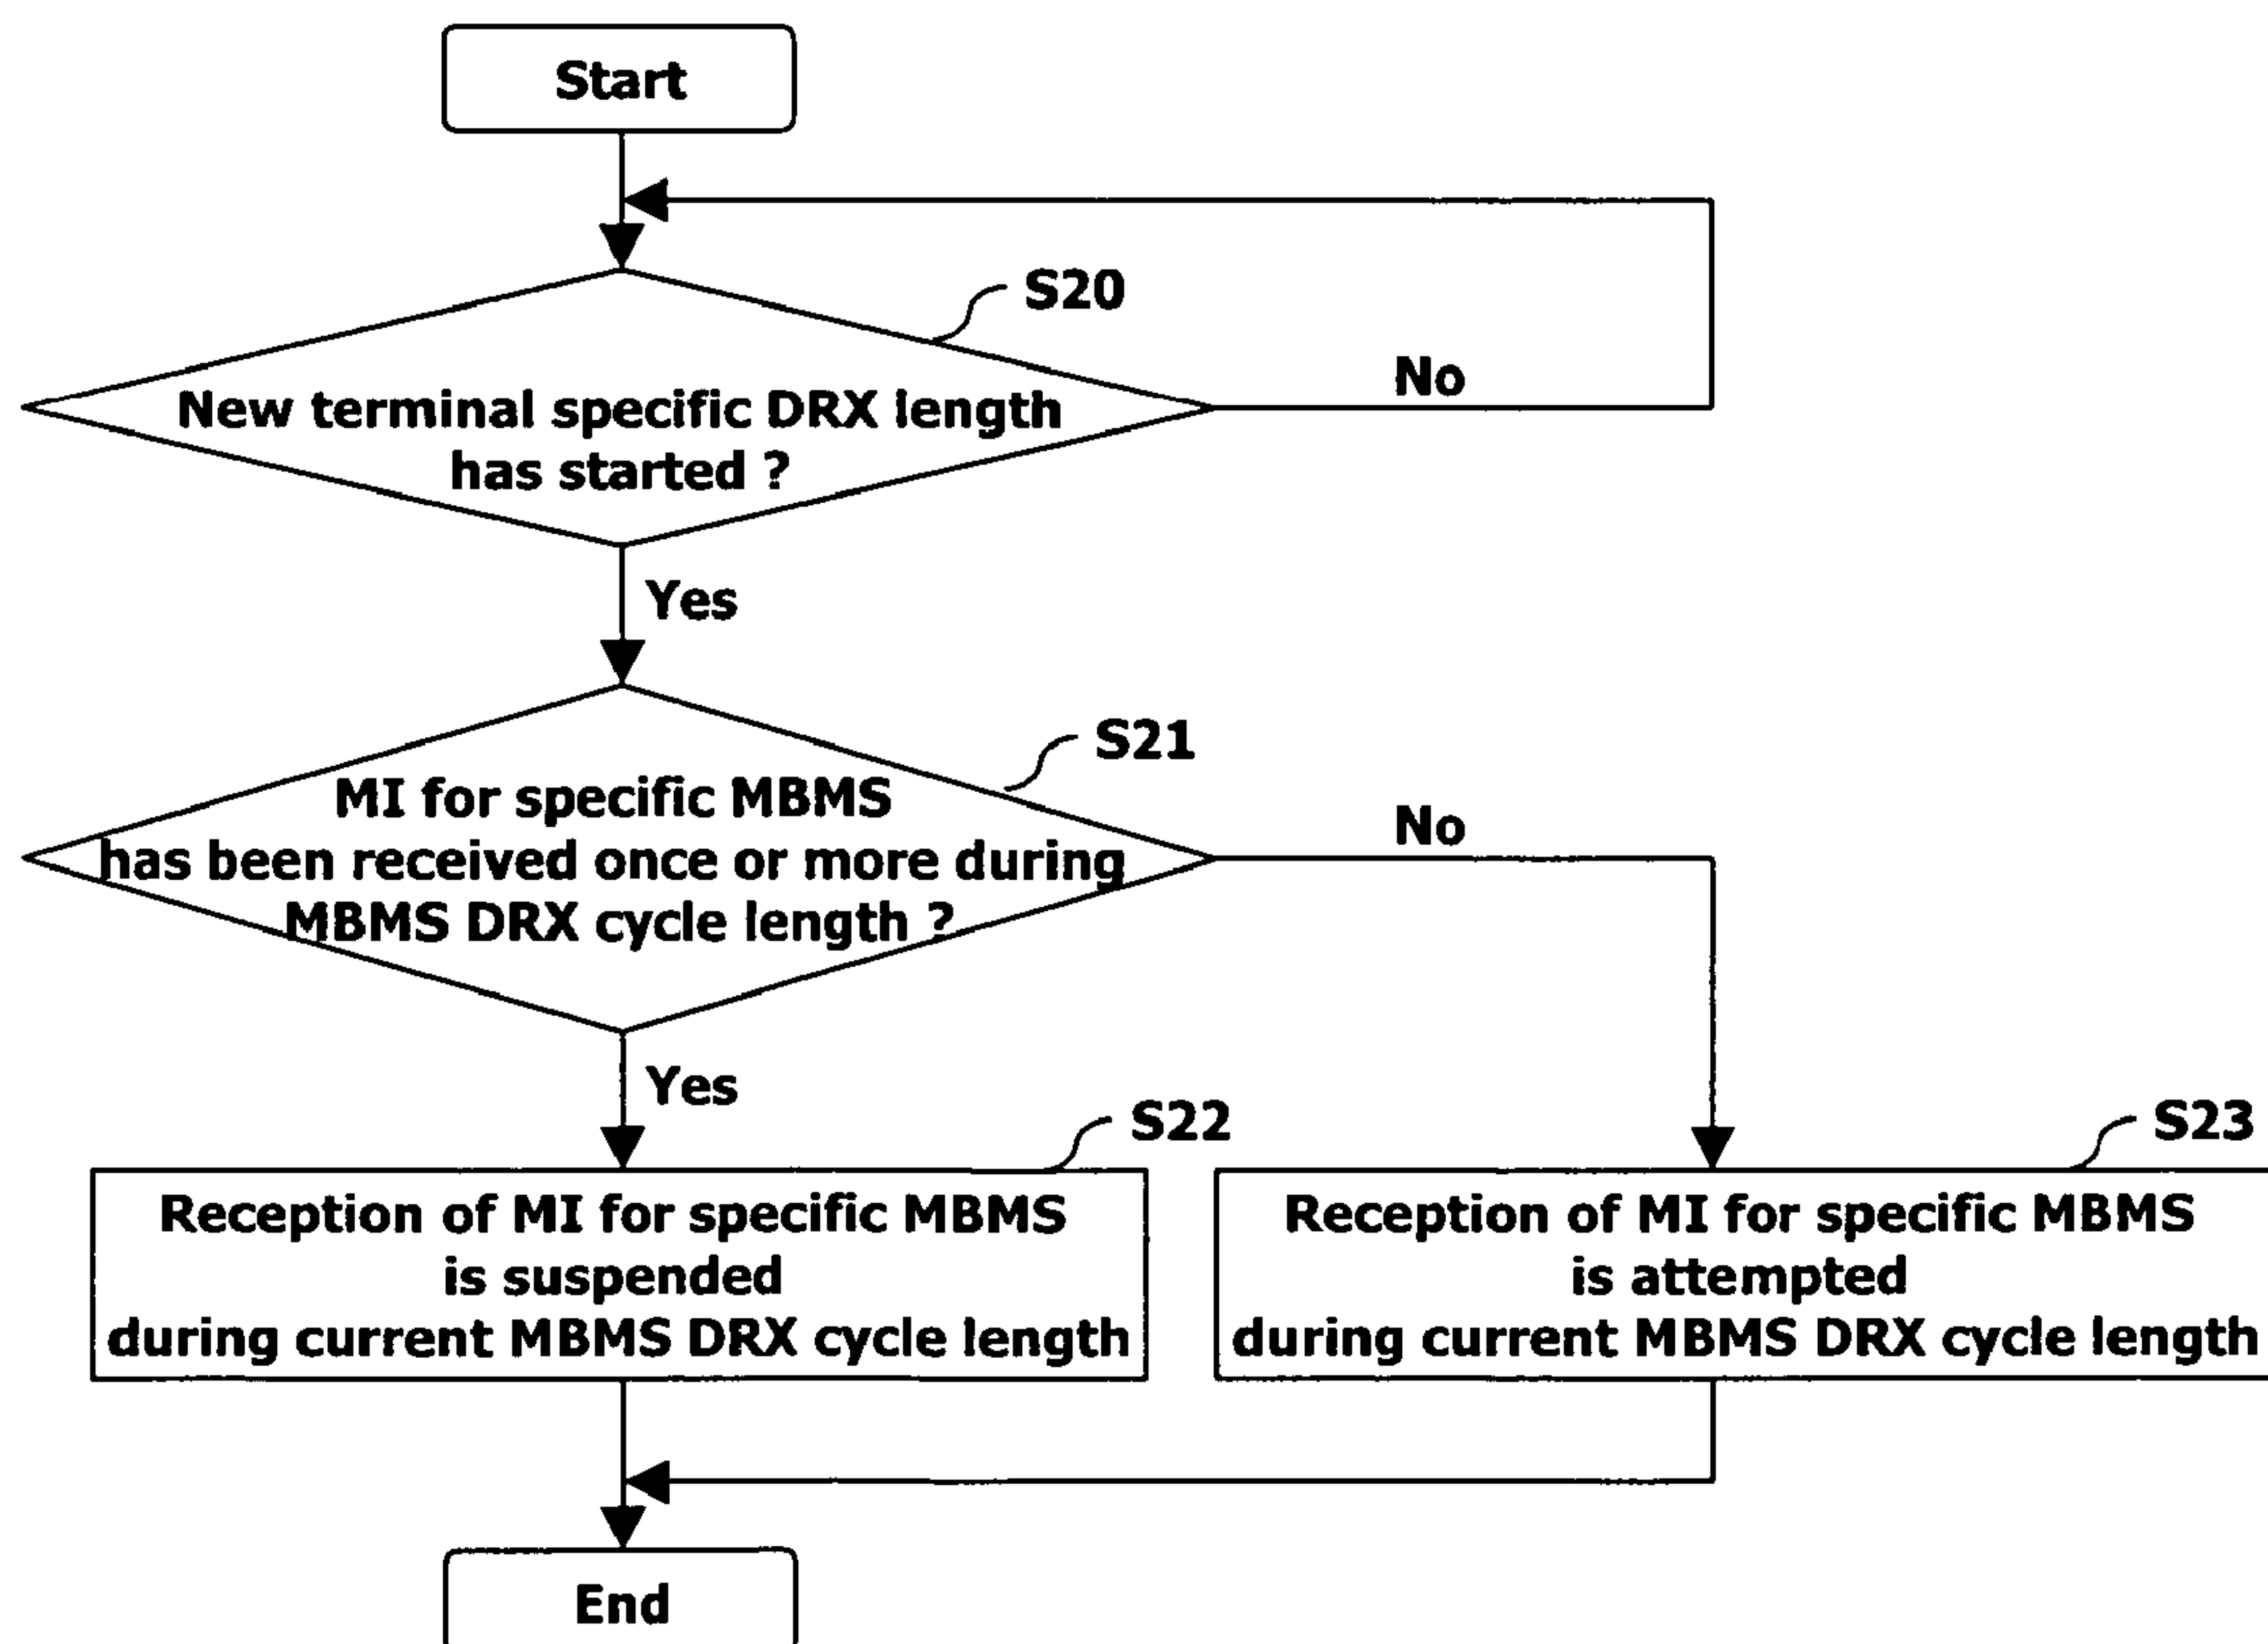 Start
S20
No
New terminal specific DRX length
has started ?
Yes
S21
MI for specific MBMS
has been received once or more during
MBMS DRX cycle length ?
No
Yes
S22
S23
Reception of MI for specific MBMS
is suspended
during current MBMS DRX cycle length
Reception of MI for specific MBMS
is attempted
during current MBMS DRX cycle length
End